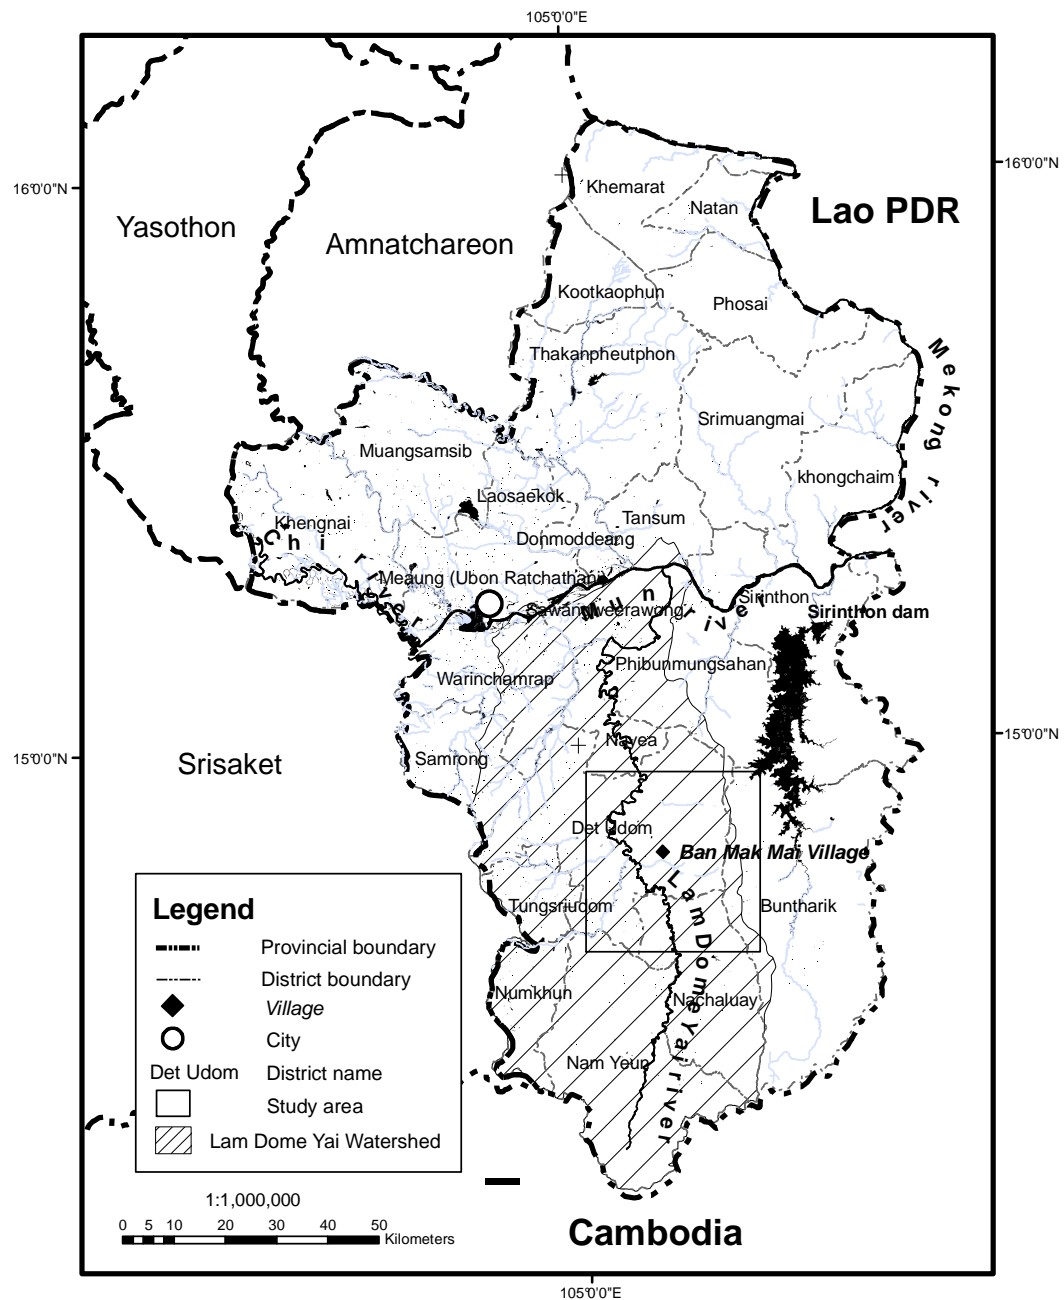 105°0'0"E
16°0'0"N
16°0'0"N
Khemarat
Natan
Lao PDR
Yasothon
Amnatchareon
Kootkaophun
Phosai
Thakanpheutphon
Mekong river
Srimuangmai
Muangsamsib
khongchaim
Laosaekok
Khengnai
Tansum
Donmoddeang
Chi river
Meaung (Ubon Ratchathani)
Mun river
Sirinthon
Sawangweerawong
Sirinthon dam
Phibunmungsahan
Warinchamrap
Nayea
15°0'0"N
15°0'0"N
Srisaket
Samrong
Det Udom
Ban Mak Mai Village
Lam Dome Yai river
Tungsriudom
Buntharik
Numkhun
Nachaluay
Nam Yeun
Legend
Provincial boundary
District boundary
Village
City
Det Udom District name
Study area
Lam Dome Yai Watershed
1:1,000,000
0 5 10 20 30 40 50
Kilometers
Cambodia
105°0'0"E